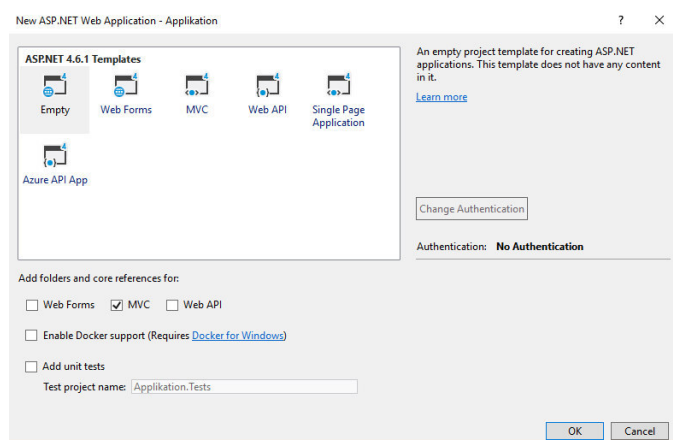 New ASP.NET Web Application - Applikation
ASP.NET 4.6.1 Templates
Empty
Web Forms
MVC
Web API
Single Page
Application
Azure API App
An empty project template for creating ASP.NET
applications. This template does not have any content
in it.
Learn more
Change Authentication
Authentication: No Authentication
Add folders and core references for:
Web Forms MVC Web API
Enable Docker support (Requires Docker for Windows)
Add unit tests
Test project name: Applikation.Tests
OK Cancel